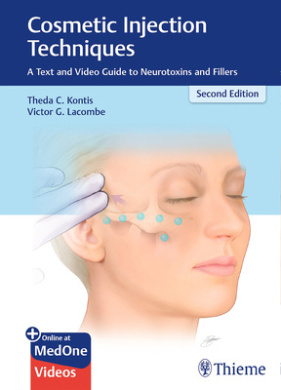 Cosmetic Injection
Techniques
A Text and Video Guide to Neurotoxins and Fillers
Second Edition
Theda C. Kontis
Victor G. Lacombe
+ Online at
MedOne
Videos
Thieme